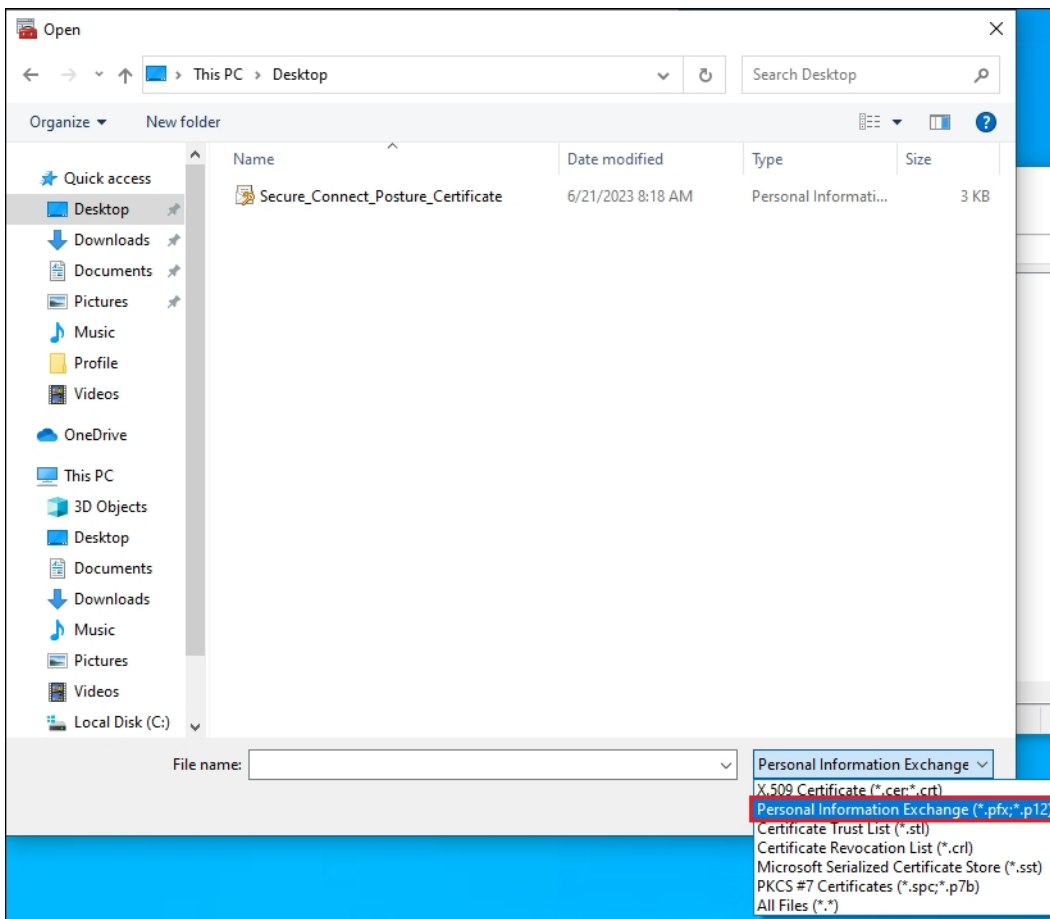 Open
This PC > Desktop
Search Desktop
Organize
New folder
Name
Date modified
Type
Size
Secure_Connect_Posture_Certificate
6/21/2023 8:18 AM
Personal Informati...
3 KB
Quick access
Desktop
Downloads
Documents
Pictures
Music
Profile
Videos
OneDrive
This PC
3D Objects
Desktop
Documents
Downloads
Music
Pictures
Videos
Local Disk (C:)
File name:
Personal Information Exchange
X.509 Certificate (*.cer;*.crt)
Personal Information Exchange (*.pfx;*.p12)
Certificate Trust List (*.stl)
Certificate Revocation List (*.crl)
Microsoft Serialized Certificate Store (*.sst)
PKCS #7 Certificates (*.spc;*.p7b)
All Files (*.*)